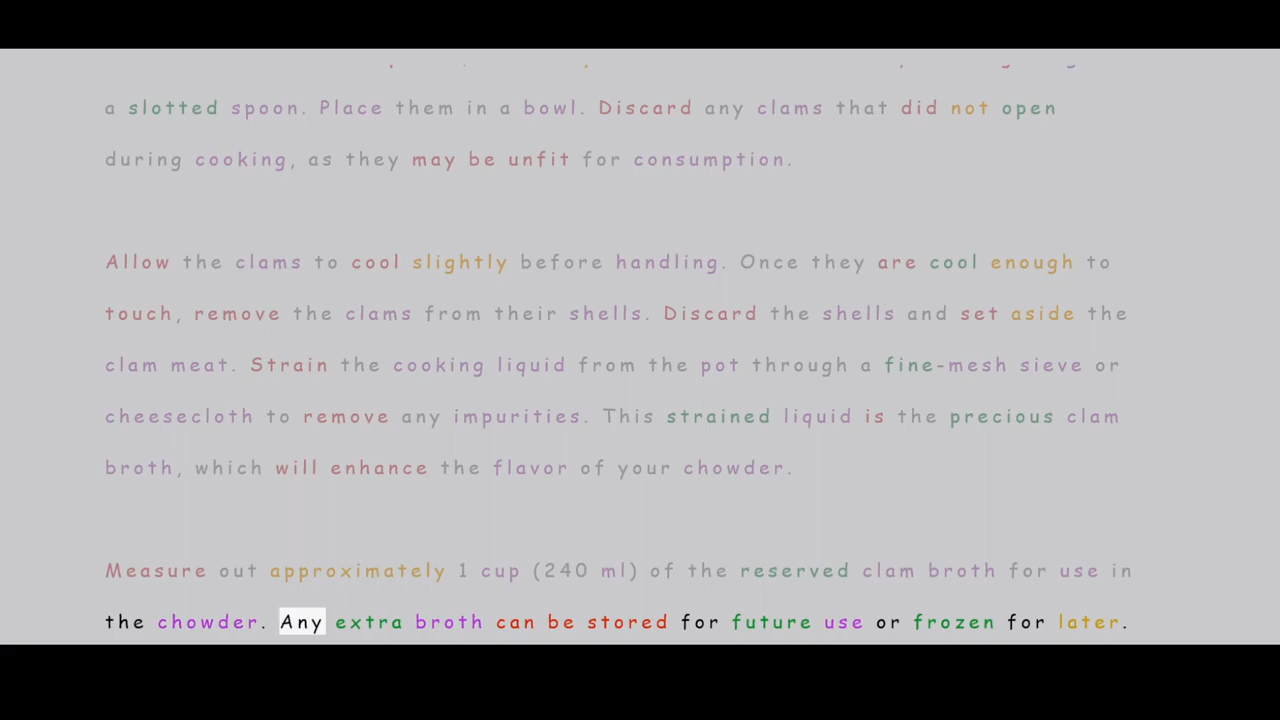 a slotted spoon. Place them in a bowl. Discard any clams that did not open
during cooking, as they may be unfit for consumption.
Allow the clams to cool slightly before handling. Once they are cool enough to
touch, remove the clams from their shells. Discard the shells and set aside the
clam meat. Strain the cooking liquid from the pot through a fine-mesh sieve or
cheesecloth to remove any impurities. This strained liquid is the precious clam
broth, which will enhance the flavor of your chowder.
Measure out approximately 1 cup (240 ml) of the reserved clam broth for use in
the chowder. Any extra broth can be stored for future use or frozen for later.